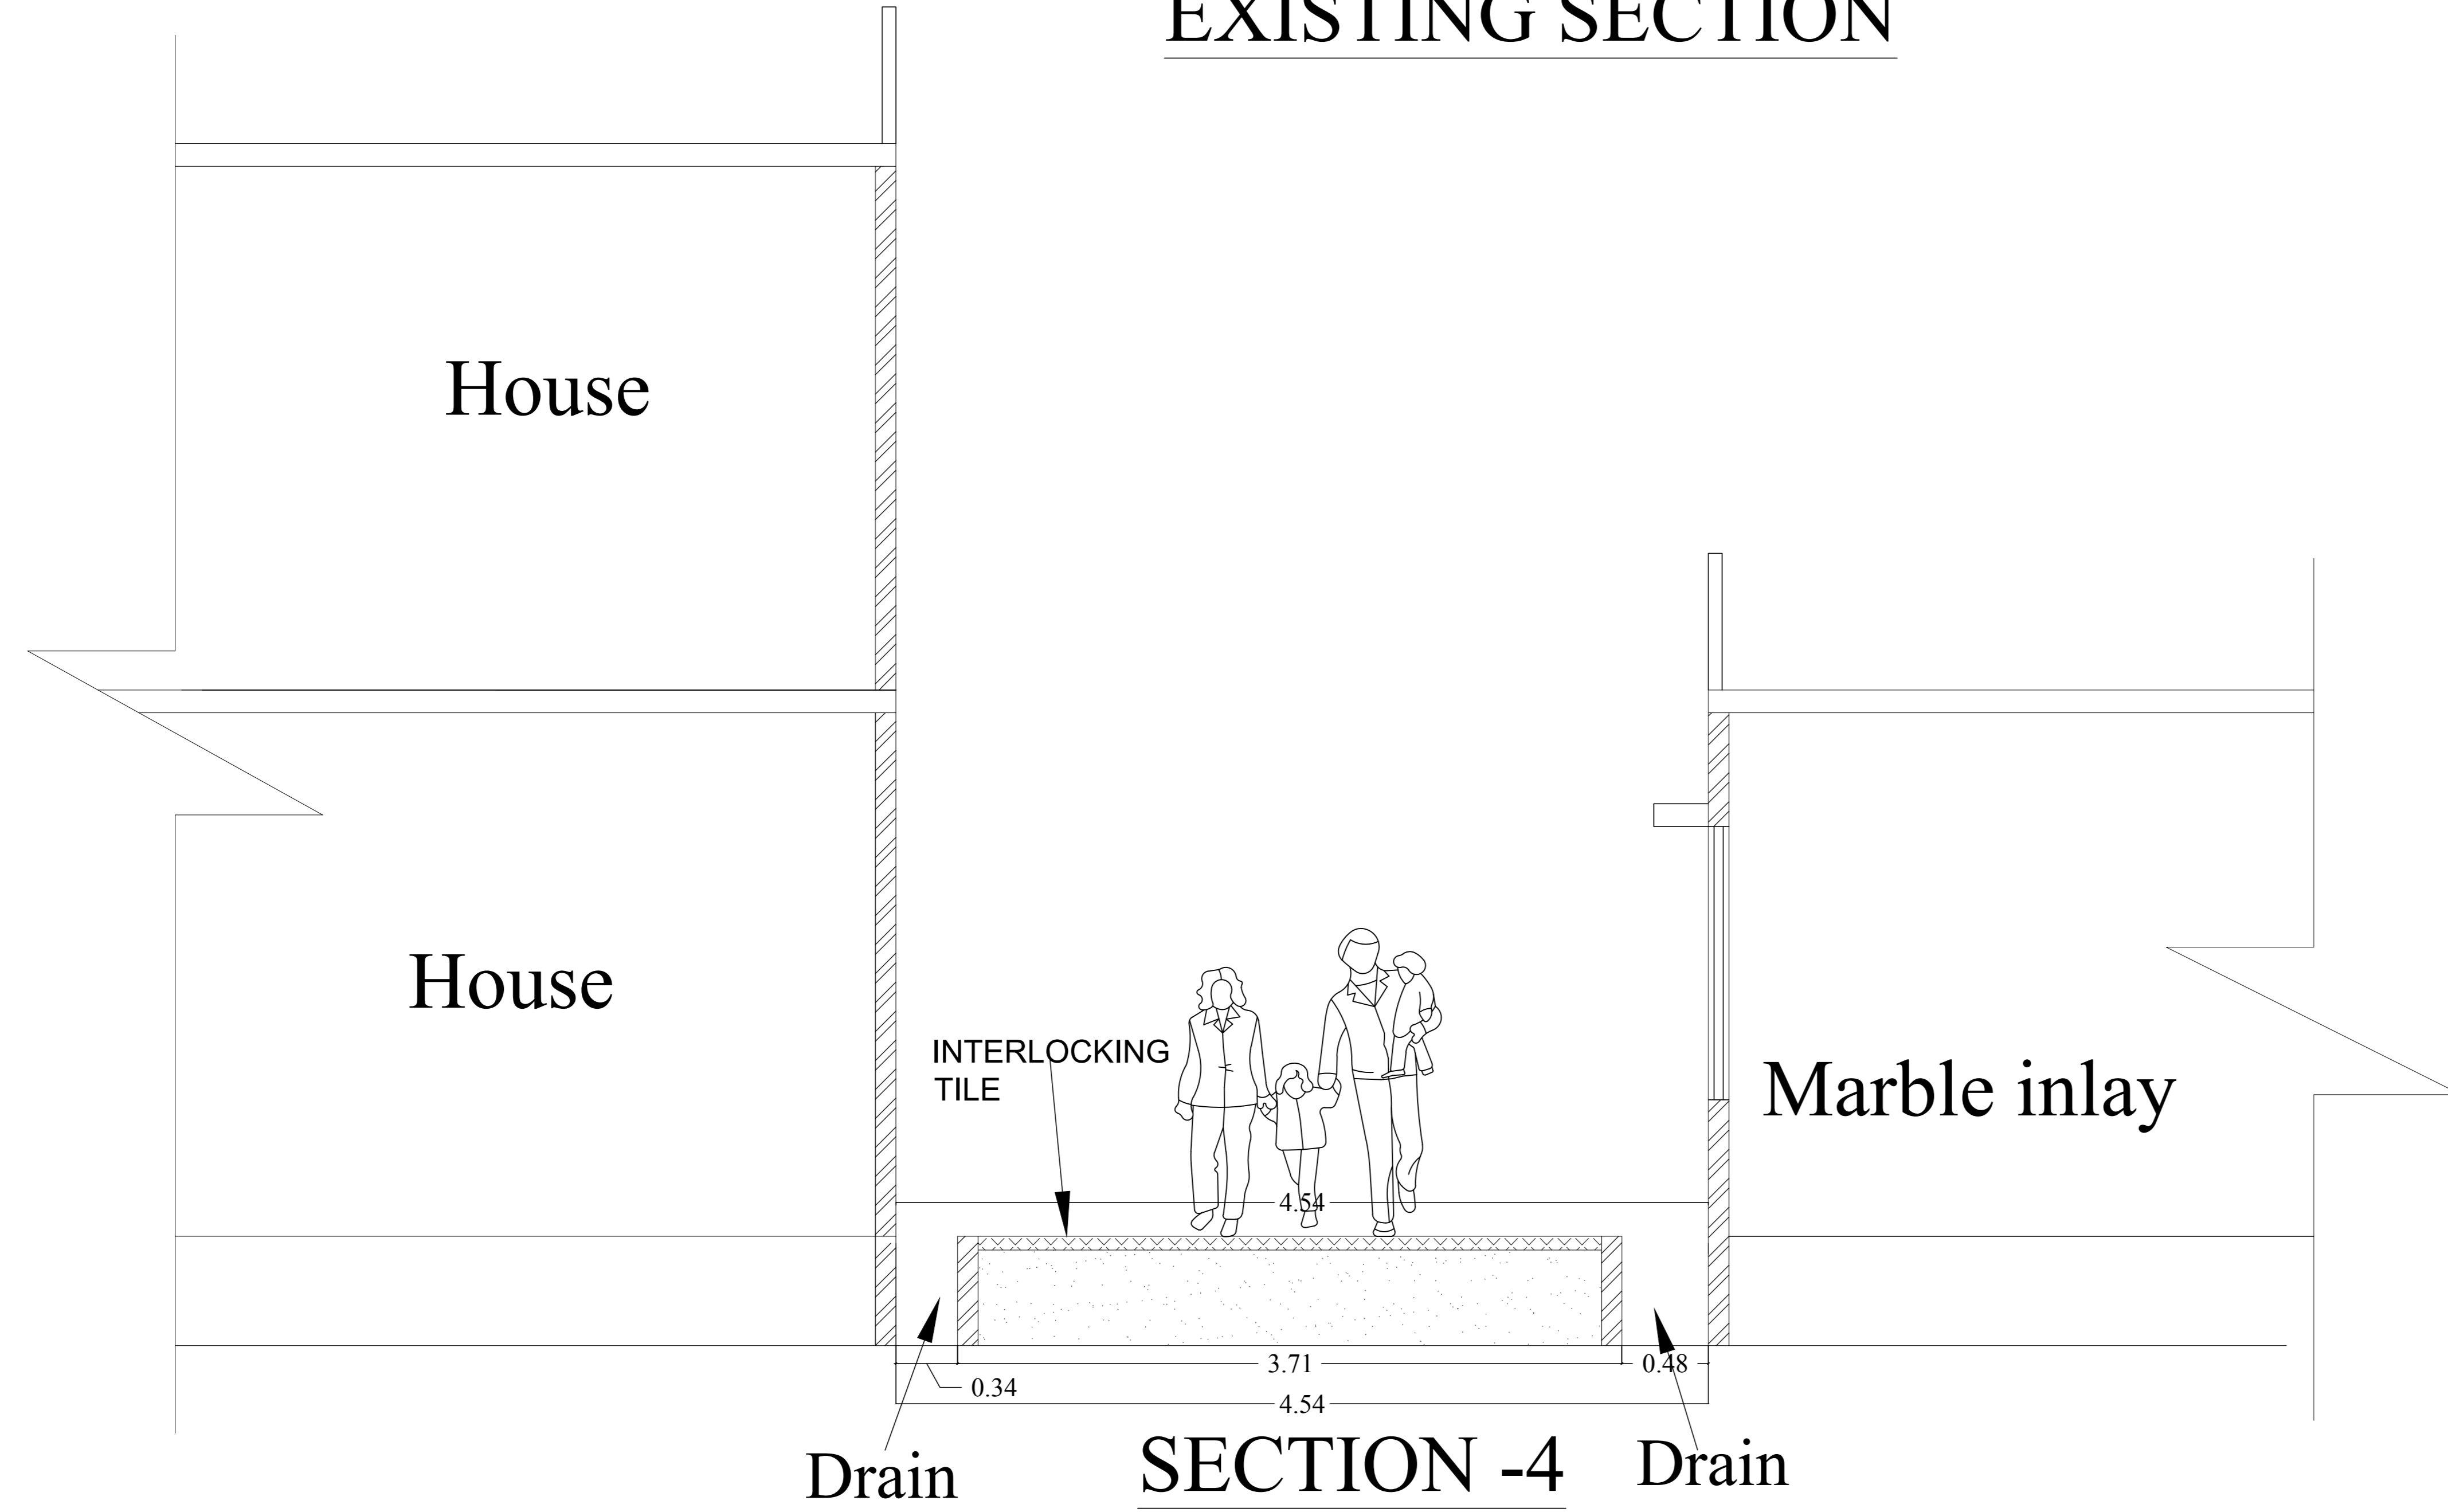 EXISTING SECTION
House
House
INTERLOCKING
TILE
Marble inlay
4.54
3.71
0.48
0.34
4.54
Drain
SECTION -4
Drain